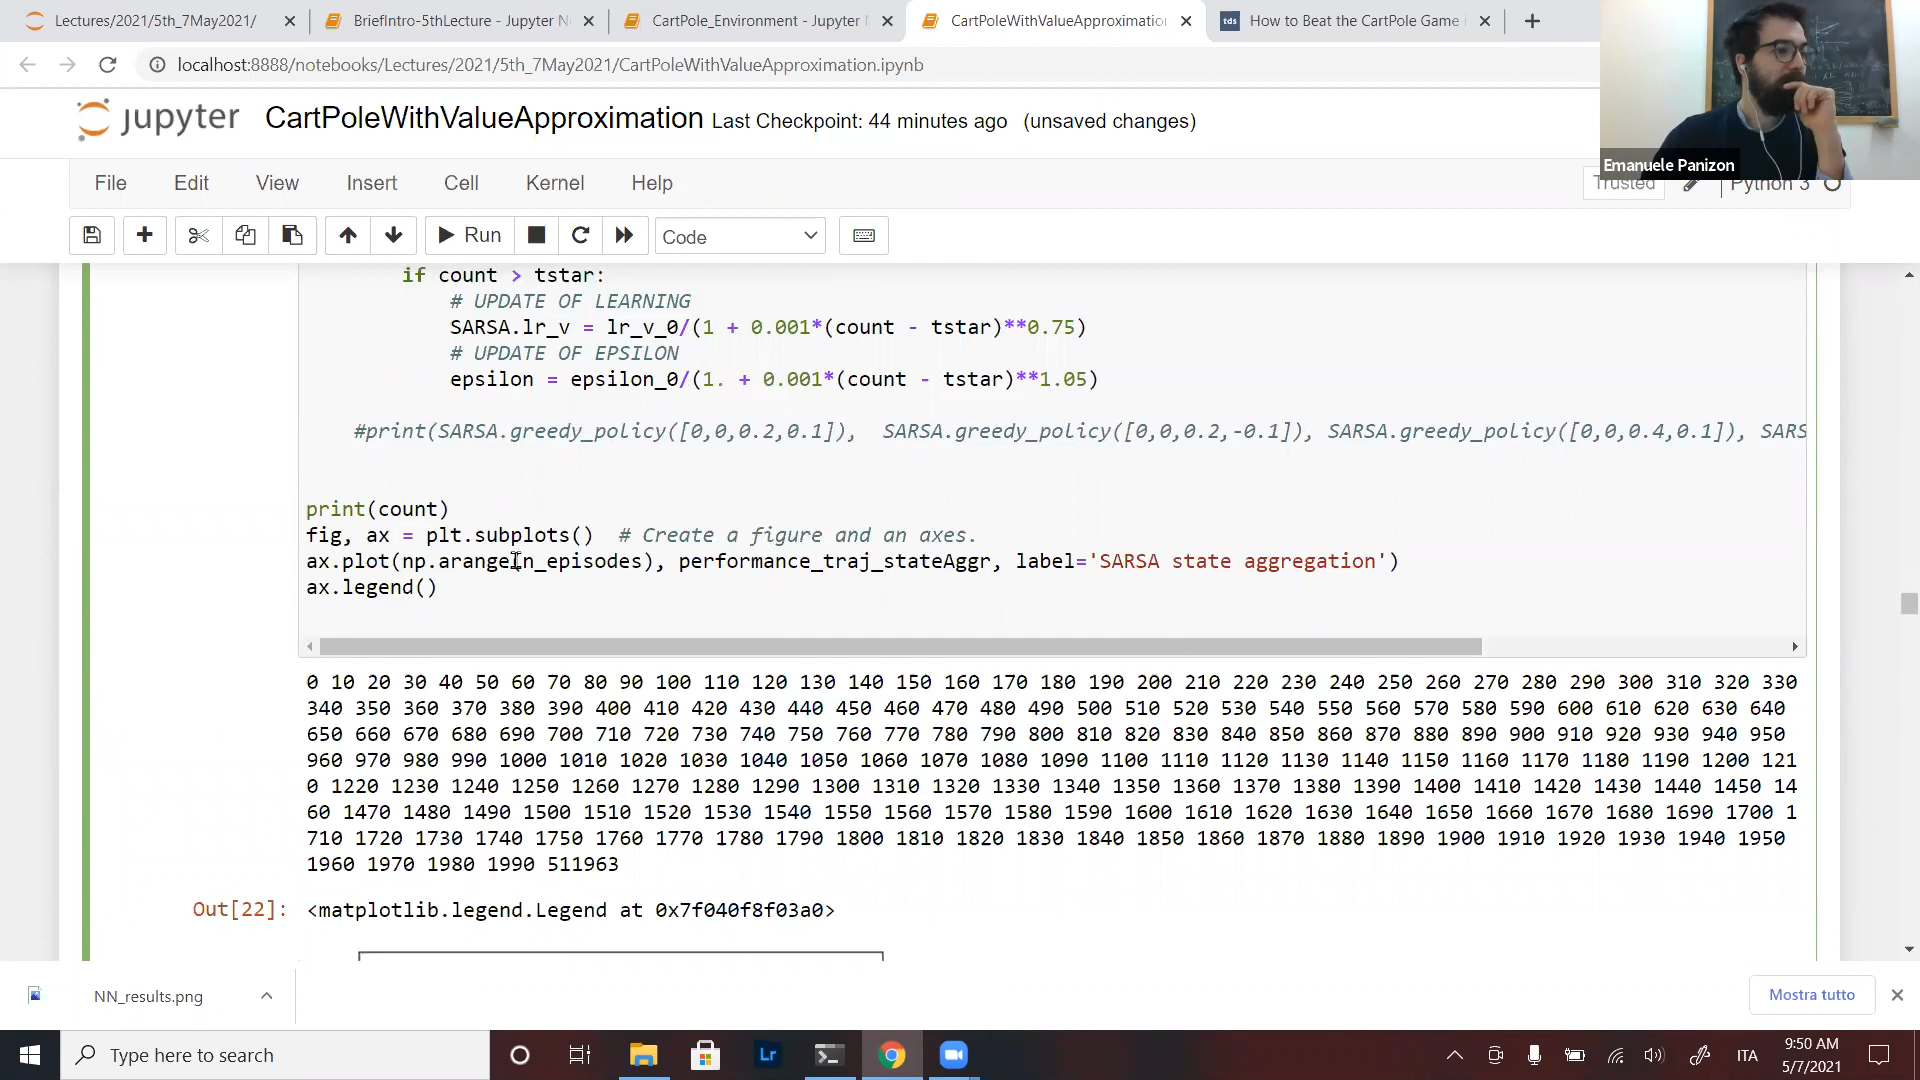 Lectures/2021/5th_7May2021/
BriefIntro-5thLecture - Jupyter N
CartPole_Environment - Jupyter
CartPoleWithValueApproximatio
tds How to Beat the CartPole Game
localhost:8888/notebooks/Lectures/2021/5th_7May2021/CartPoleWithValueApproximation.ipynb
jupyter CartPoleWithValueApproximation Last Checkpoint: 44 minutes ago (unsaved changes)
Emanuele Panizon
File Edit View Insert Cell Kernel Help Trusted Python 3
Run Code
if count > tstar:
# UPDATE OF LEARNING
SARSA.lr_v = lr_v_0/(1 + 0.001*(count - tstar)**0.75)
# UPDATE OF EPSILON
epsilon = epsilon_0/(1. + 0.001*(count - tstar)**1.05)
#print(SARSA.greedy_policy([0,0,0.2,0.1]), SARSA.greedy_policy([0,0,0.2,-0.1]), SARSA.greedy_policy([0,0,0.4,0.1]), SARS
print(count)
fig, ax = plt.subplots() # Create a figure and an axes.
ax.plot(np.arange(n_episodes), performance_traj_stateAggr, label='SARSA state aggregation')
ax.legend()
0 10 20 30 40 50 60 70 80 90 100 110 120 130 140 150 160 170 180 190 200 210 220 230 240 250 260 270 280 290 300 310 320 330
340 350 360 370 380 390 400 410 420 430 440 450 460 470 480 490 500 510 520 530 540 550 560 570 580 590 600 610 620 630 640
650 660 670 680 690 700 710 720 730 740 750 760 770 780 790 800 810 820 830 840 850 860 870 880 890 900 910 920 930 940 950
960 970 980 990 1000 1010 1020 1030 1040 1050 1060 1070 1080 1090 1100 1110 1120 1130 1140 1150 1160 1170 1180 1190 1200 121
0 1220 1230 1240 1250 1260 1270 1280 1290 1300 1310 1320 1330 1340 1350 1360 1370 1380 1390 1400 1410 1420 1430 1440 1450 14
60 1470 1480 1490 1500 1510 1520 1530 1540 1550 1560 1570 1580 1590 1600 1610 1620 1630 1640 1650 1660 1670 1680 1690 1700 1
710 1720 1730 1740 1750 1760 1770 1780 1790 1800 1810 1820 1830 1840 1850 1860 1870 1880 1890 1900 1910 1920 1930 1940 1950
1960 1970 1980 1990 511963
Out[22]: <matplotlib.legend.Legend at 0x7f040f8f03a0>
NN_results.png
Mostra tutto
Type here to search
Lr
ITA
9:50 AM
5/7/2021